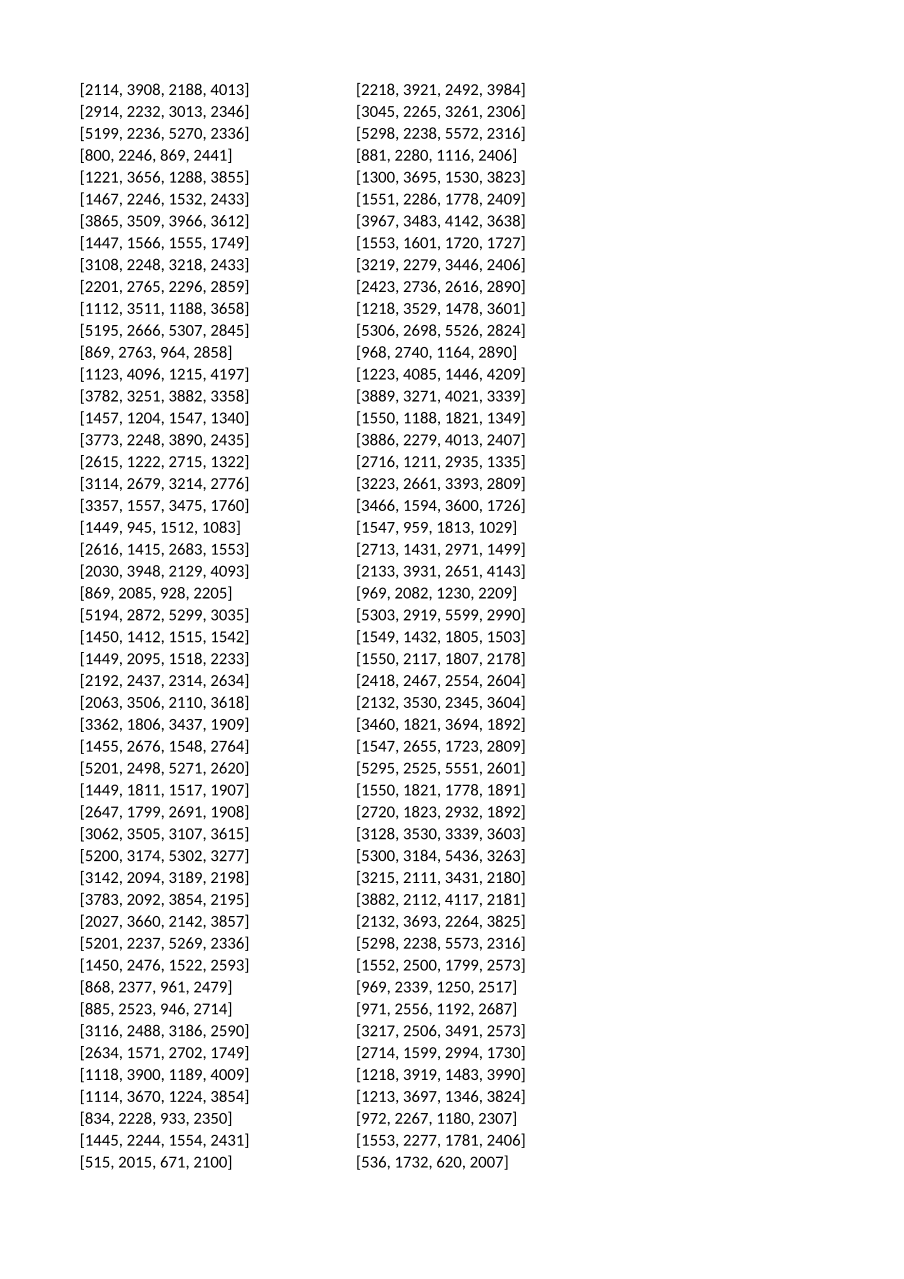 [2114, 3908, 2188, 4013] [2218, 3921, 2492, 3984]
[2914, 2232, 3013, 2346] [3045, 2265, 3261, 2306]
[5199, 2236, 5270, 2336] [5298, 2238, 5572, 2316]
[800, 2246, 869, 2441] [881, 2280, 1116, 2406]
[1221, 3656, 1288, 3855] [1300, 3695, 1530, 3823]
[1467, 2246, 1532, 2433] [1551, 2286, 1778, 2409]
[3865, 3509, 3966, 3612] [3967, 3483, 4142, 3638]
[1447, 1566, 1555, 1749] [1553, 1601, 1720, 1727]
[3108, 2248, 3218, 2433] [3219, 2279, 3446, 2406]
[2201, 2765, 2296, 2859] [2423, 2736, 2616, 2890]
[1112, 3511, 1188, 3658] [1218, 3529, 1478, 3601]
[5195, 2666, 5307, 2845] [5306, 2698, 5526, 2824]
[869, 2763, 964, 2858] [968, 2740, 1164, 2890]
[1123, 4096, 1215, 4197] [1223, 4085, 1446, 4209]
[3782, 3251, 3882, 3358] [3889, 3271, 4021, 3339]
[1457, 1204, 1547, 1340] [1550, 1188, 1821, 1349]
[3773, 2248, 3890, 2435] [3886, 2279, 4013, 2407]
[2615, 1222, 2715, 1322] [2716, 1211, 2935, 1335]
[3114, 2679, 3214, 2776] [3223, 2661, 3393, 2809]
[3357, 1557, 3475, 1760] [3466, 1594, 3600, 1726]
[1449, 945, 1512, 1083] [1547, 959, 1813, 1029]
[2616, 1415, 2683, 1553] [2713, 1431, 2971, 1499]
[2030, 3948, 2129, 4093] [2133, 3931, 2651, 4143]
[869, 2085, 928, 2205] [969, 2082, 1230, 2209]
[5194, 2872, 5299, 3035] [5303, 2919, 5599, 2990]
[1450, 1412, 1515, 1542] [1549, 1432, 1805, 1503]
[1449, 2095, 1518, 2233] [1550, 2117, 1807, 2178]
[2192, 2437, 2314, 2634] [2418, 2467, 2554, 2604]
[2063, 3506, 2110, 3618] [2132, 3530, 2345, 3604]
[3362, 1806, 3437, 1909] [3460, 1821, 3694, 1892]
[1455, 2676, 1548, 2764] [1547, 2655, 1723, 2809]
[5201, 2498, 5271, 2620] [5295, 2525, 5551, 2601]
[1449, 1811, 1517, 1907] [1550, 1821, 1778, 1891]
[2647, 1799, 2691, 1908] [2720, 1823, 2932, 1892]
[3062, 3505, 3107, 3615] [3128, 3530, 3339, 3603]
[5200, 3174, 5302, 3277] [5300, 3184, 5436, 3263]
[3142, 2094, 3189, 2198] [3215, 2111, 3431, 2180]
[3783, 2092, 3854, 2195] [3882, 2112, 4117, 2181]
[2027, 3660, 2142, 3857] [2132, 3693, 2264, 3825]
[5201, 2237, 5269, 2336] [5298, 2238, 5573, 2316]
[1450, 2476, 1522, 2593] [1552, 2500, 1799, 2573]
[868, 2377, 961, 2479] [969, 2339, 1250, 2517]
[885, 2523, 946, 2714] [971, 2556, 1192, 2687]
[3116, 2488, 3186, 2590] [3217, 2506, 3491, 2573]
[2634, 1571, 2702, 1749] [2714, 1599, 2994, 1730]
[1118, 3900, 1189, 4009] [1218, 3919, 1483, 3990]
[1114, 3670, 1224, 3854] [1213, 3697, 1346, 3824]
[834, 2228, 933, 2350] [972, 2267, 1180, 2307]
[1445, 2244, 1554, 2431] [1553, 2277, 1781, 2406]
[515, 2015, 671, 2100] [536, 1732, 620, 2007]